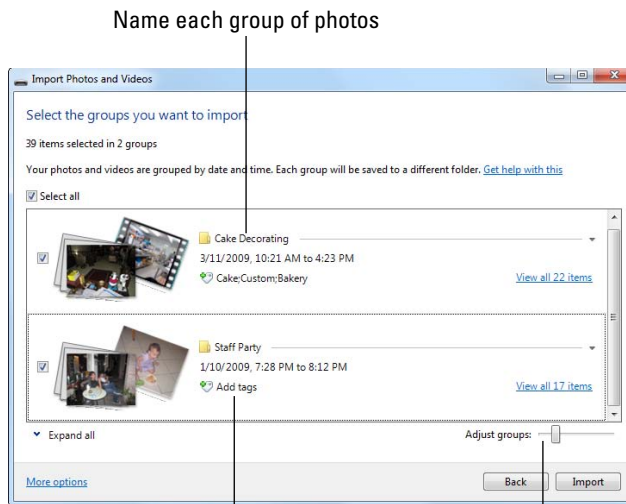 Name each group of photos
Import Photos and Videos
Select the groups you want to import
39 items selected in 2 groups
Your photos and videos are grouped by date and time. Each group will be saved to a different folder. Get help with this
Select all
Cake Decorating
3/11/2009, 10:21 AM to 4:23 PM
Cake;Custom;Bakery
View all 22 items
Staff Party
1/10/2009, 7:28 PM to 8:12 PM
Add tags
View all 17 items
Expand all
Adjust groups:
More options
Back
Import